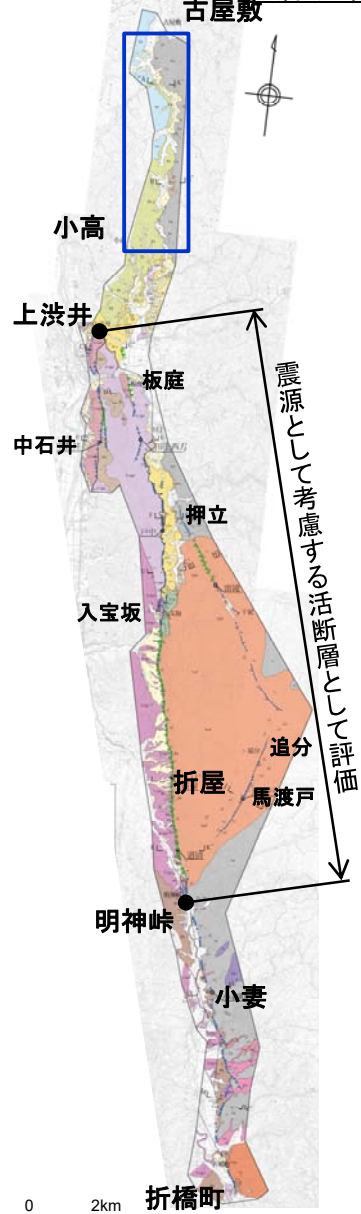 古屋敷
小高
上渋井
板庭
中石井
押立
入宝坂
震源として考慮する活断層として評価
追分
折屋
馬渡戸
明神峠
小妻
0 2km
折橋町